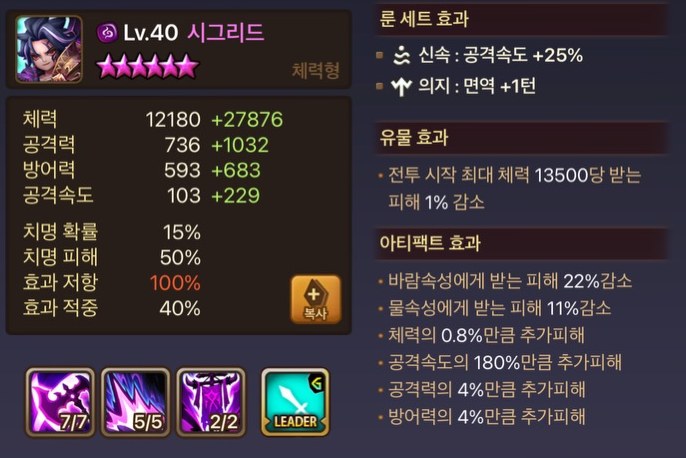 Lv.40 시그리드
체력형
체력 12180 +27876
공격력 736 +1032
방어력 593 +683
공격속도 103 +229
치명 확률 15%
치명 피해 50%
효과 저항 100%
효과 적중 40%
복사
7/7
5/5
2/2
G
LEADER
룬 세트 효과
신속 : 공격속도 +25%
의지 : 면역 +1턴
유물 효과
• 전투 시작 최대 체력 13500당 받는
피해 1% 감소
아티팩트 효과
• 바람속성에게 받는 피해 22%감소
• 물속성에게 받는 피해 11%감소
• 체력의 0.8%만큼 추가피해
• 공격속도의 180%만큼 추가피해
• 공격력의 4%만큼 추가피해
• 방어력의 4%만큼 추가피해